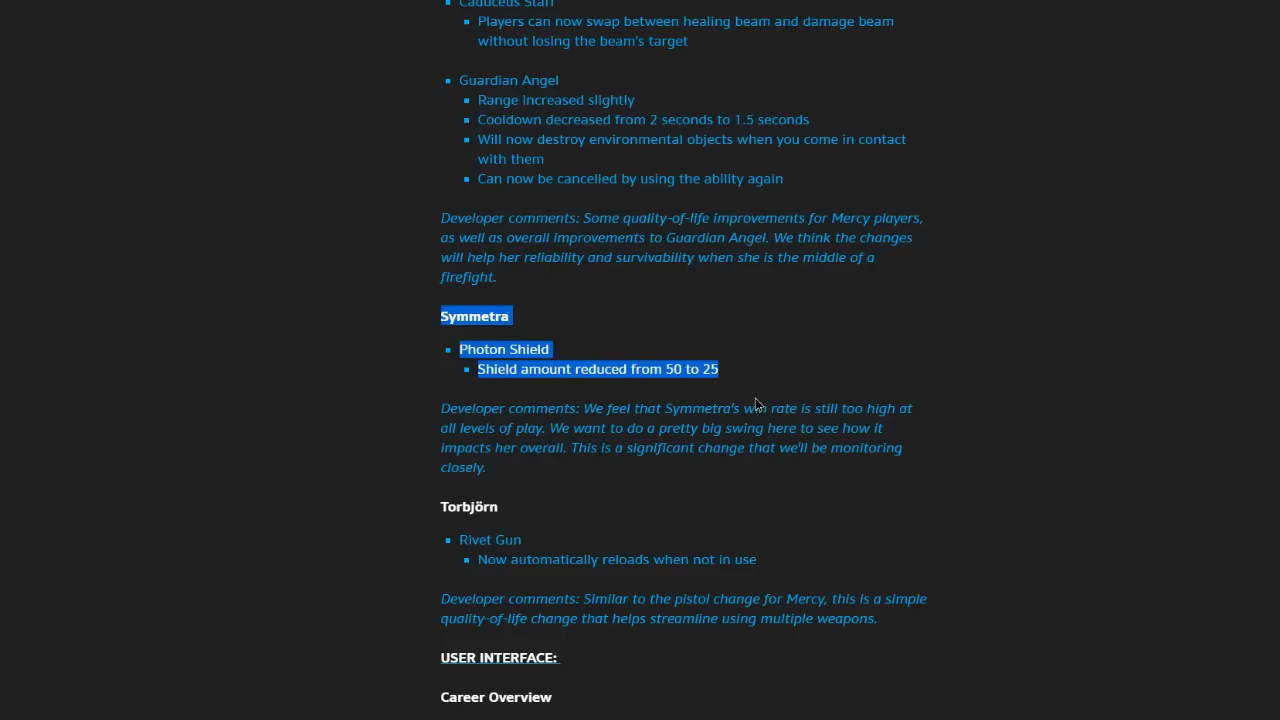 Caduceus Staff
Players can now swap between healing beam and damage beam
without losing the beam's target
Guardian Angel
Range increased slightly
Cooldown decreased from 2 seconds to 1.5 seconds
Will now destroy environmental objects when you come in contact
with them
Can now be cancelled by using the ability again
Developer comments: Some quality-of-life improvements for Mercy players,
as well as overall improvements to Guardian Angel. We think the changes
will help her reliability and survivability when she is the middle of a
firefight.
Symmetra
Photon Shield
Shield amount reduced from 50 to 25
Developer comments: We feel that Symmetra's win rate is still too high at
all levels of play. We want to do a pretty big swing here to see how it
impacts her overall. This is a significant change that we'll be monitoring
closely.
Torbjörn
Rivet Gun
Now automatically reloads when not in use
Developer comments: Similar to the pistol change for Mercy, this is a simple
quality-of-life change that helps streamline using multiple weapons.
USER INTERFACE:
Career Overview